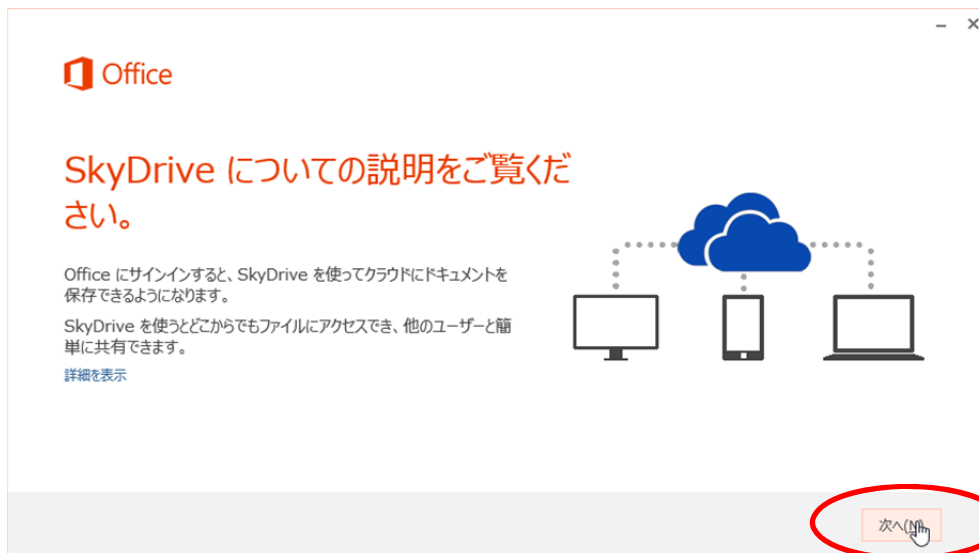 Office
SkyDrive についての説明をご覧くだ
さい。
Office にサインインすると、SkyDrive を使ってクラウドにドキュメントを
保存できるようになります。
SkyDrive を使うとどこからでもファイルにアクセスでき、他のユーザーと簡
単に共有できます。
詳細を表示
次へ(N)